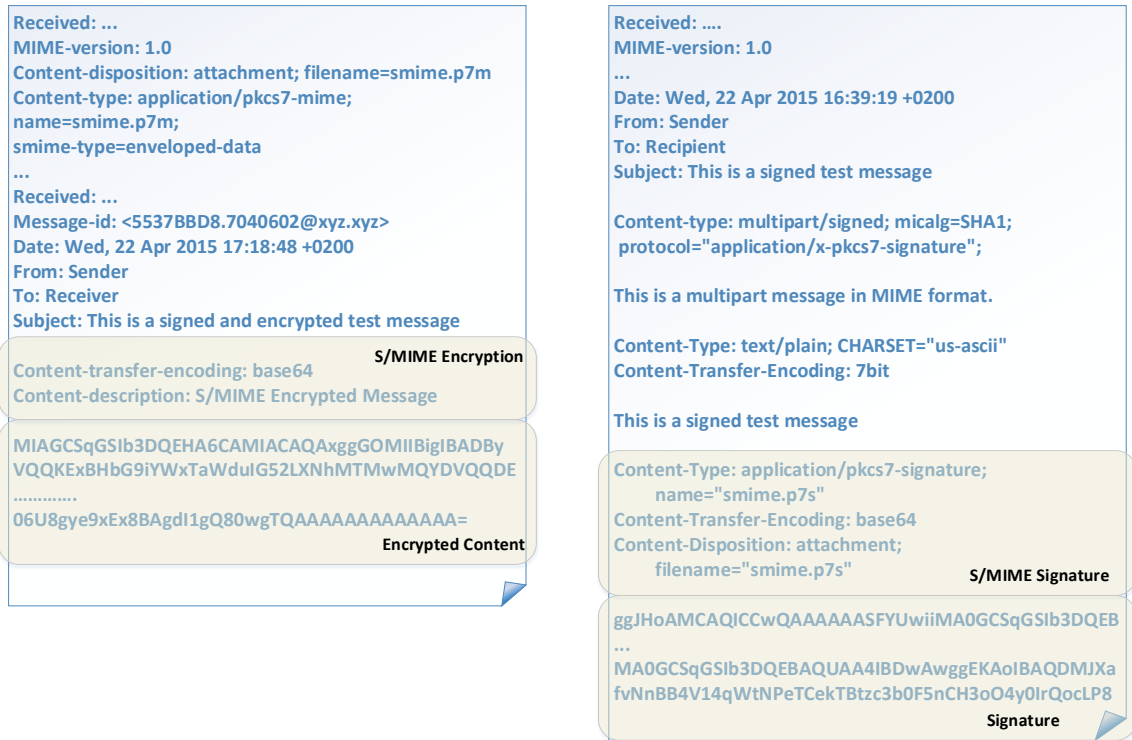 Received: ...
MIME-version: 1.0
Content-disposition: attachment; filename=smime.p7m
Content-type: application/pkcs7-mime;
name=smime.p7m;
smime-type=enveloped-data
...
Received: ...
Message-id: <5537BBD8.7040602@xyz.xyz>
Date: Wed, 22 Apr 2015 17:18:48 +0200
From: Sender
To: Receiver
Subject: This is a signed and encrypted test message
S/MIME Encryption
Content-transfer-encoding: base64
Content-description: S/MIME Encrypted Message
MIAGCSqGSIb3DQEHA6CAMIACAQAxggGOMIIBigIBADBy
VQQKExBHbG9iYWxTaWduIG52LXNhMTMwMQYDVQQDE
.............
06U8gye9xEx8BAgdI1gQ80wgTQAAAAAAAAAAAAA=
Encrypted Content
Received: ....
MIME-version: 1.0
...
Date: Wed, 22 Apr 2015 16:39:19 +0200
From: Sender
To: Recipient
Subject: This is a signed test message
Content-type: multipart/signed; micalg=SHA1;
protocol="application/x-pkcs7-signature";
This is a multipart message in MIME format.
Content-Type: text/plain; CHARSET="us-ascii"
Content-Transfer-Encoding: 7bit
This is a signed test message
Content-Type: application/pkcs7-signature;
name="smime.p7s"
Content-Transfer-Encoding: base64
Content-Disposition: attachment;
filename="smime.p7s"
S/MIME Signature
ggJHoAMCAQICCwQAAAAAASFYUwiiMA0GCSqGSIb3DQEB
...
MA0GCSqGSIb3DQEBAQUAA4IBDwAwggEKAoIBAQDMJXa
fvNnBB4V14qWtNPeTCekTBtzc3b0F5nCH3oO4y0IrQocLP8
Signature